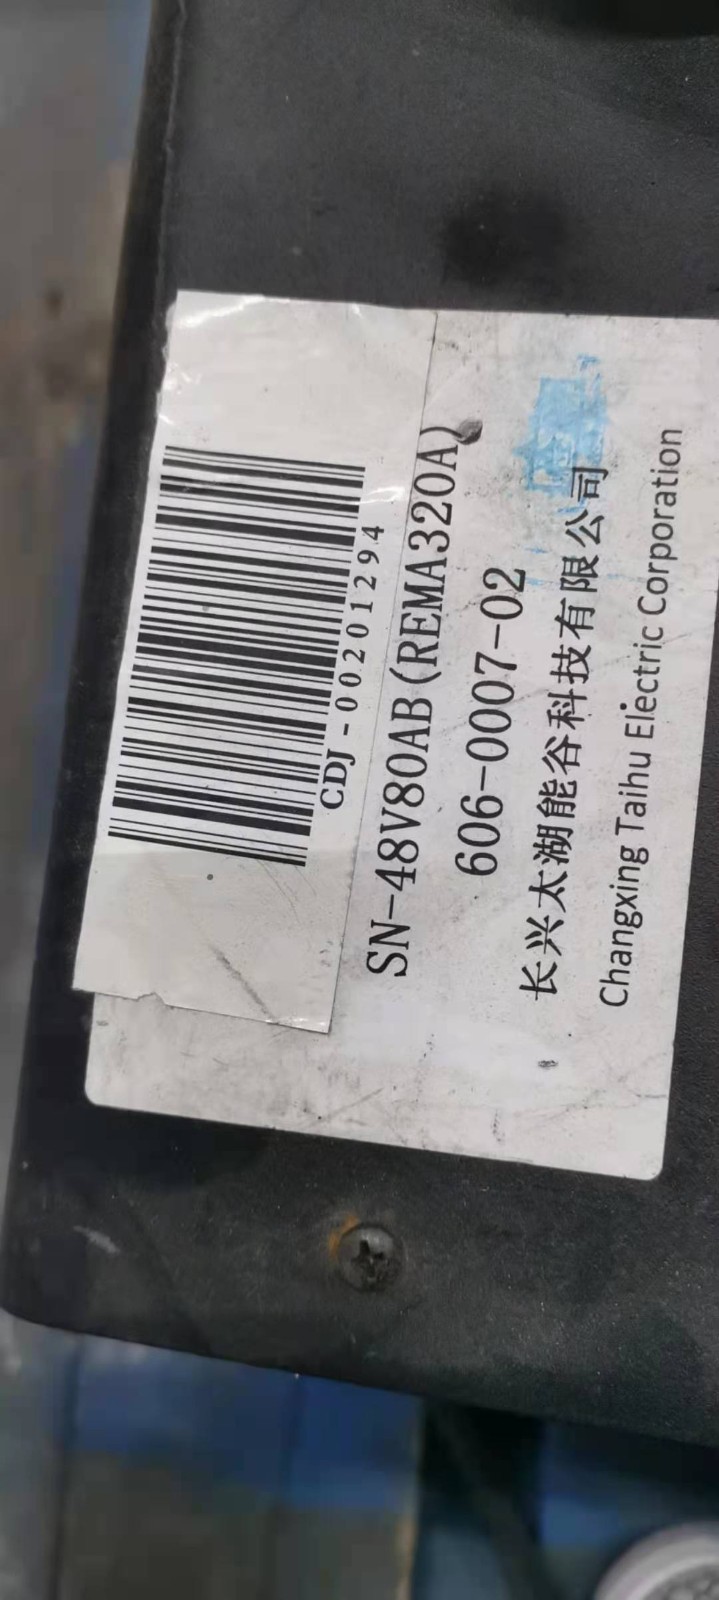 CDJ-00201294
SN-48V80AB(REMA320A)
606-0007-02
长兴太湖能谷科技有限公司
Changxing Taihu Electric Corporation